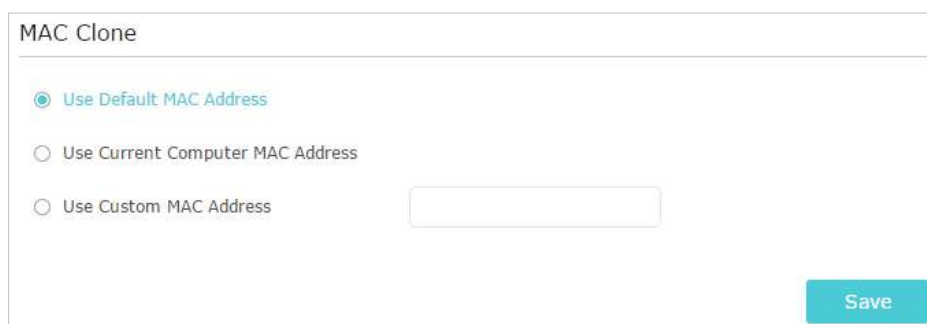 MAC Clone
Use Default MAC Address
Use Current Computer MAC Address
Use Custom MAC Address
Save